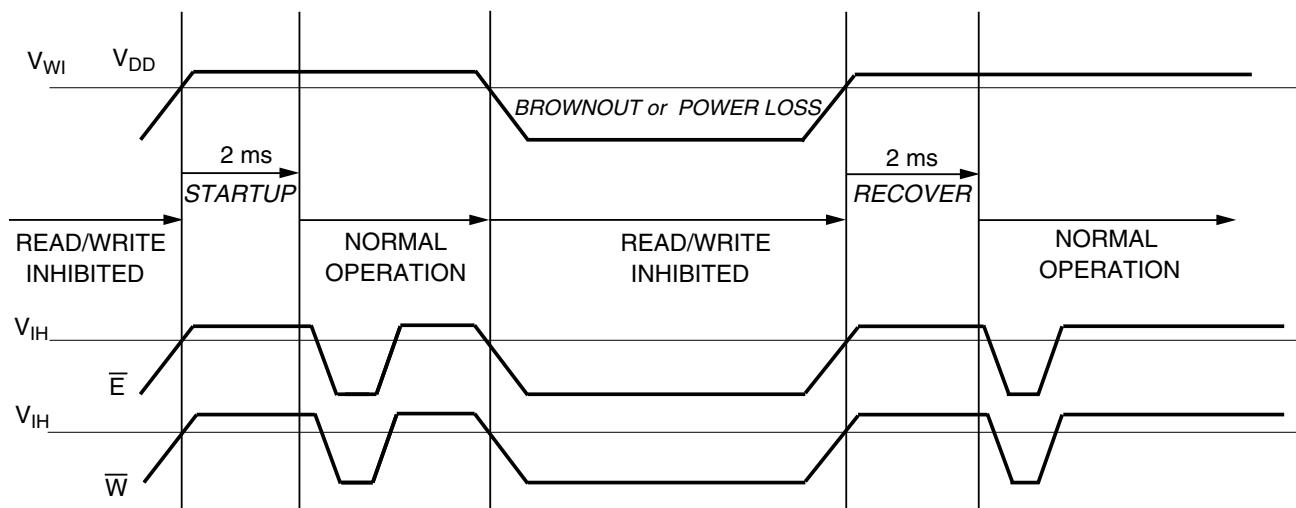 V_WI V_DD
BROWNOUT or POWER LOSS
2 ms
STARTUP
2 ms
RECOVER
READ/WRITE
INHIBITED
NORMAL
OPERATION
READ/WRITE
INHIBITED
NORMAL
OPERATION
V_IH
E̅
V_IH
W̅